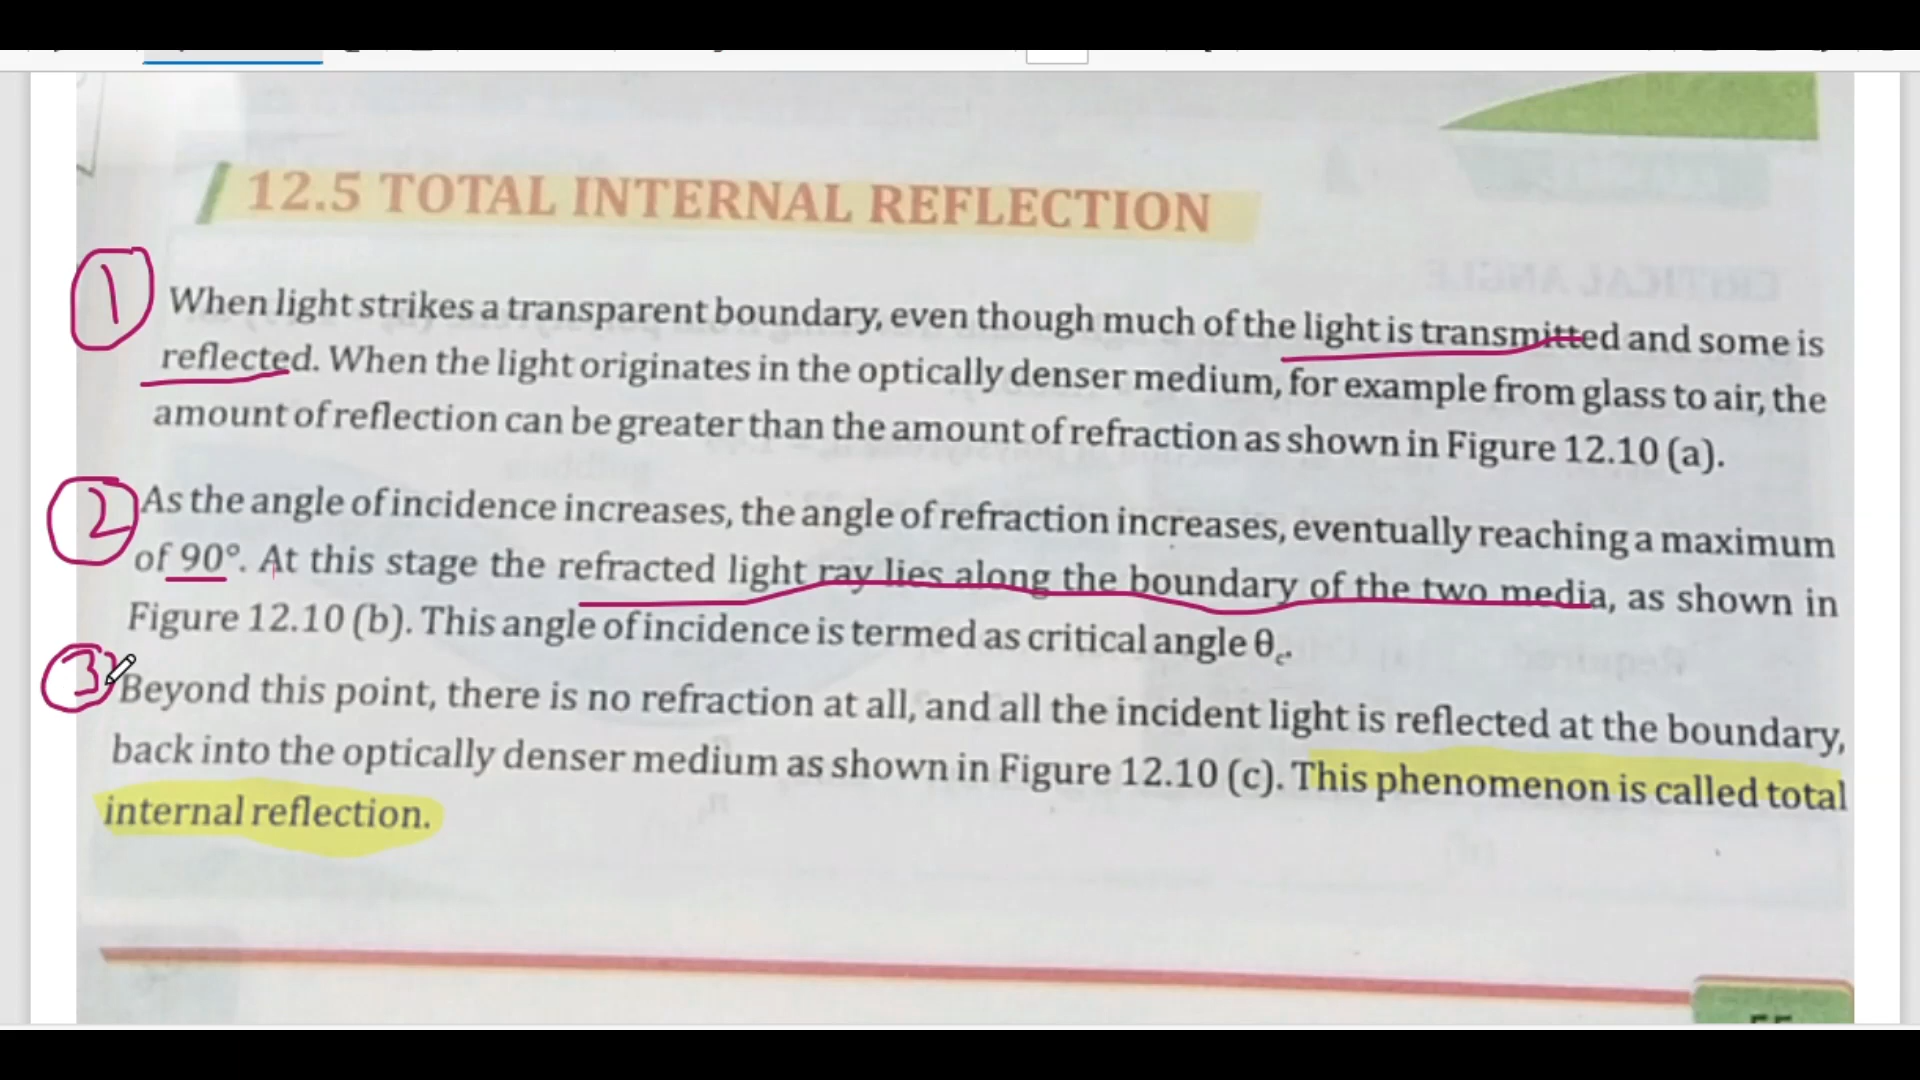 12.5 TOTAL INTERNAL REFLECTION
1
When light strikes a transparent boundary, even though much of the light is transmitted and some is
reflected. When the light originates in the optically denser medium, for example from glass to air, the
amount of reflection can be greater than the amount of refraction as shown in Figure 12.10 (a).
2
As the angle of incidence increases, the angle of refraction increases, eventually reaching a maximum
of 90°. At this stage the refracted light ray lies along the boundary of the two media, as shown in
Figure 12.10 (b). This angle of incidence is termed as critical angle θc.
3
Beyond this point, there is no refraction at all, and all the incident light is reflected at the boundary,
back into the optically denser medium as shown in Figure 12.10 (c). This phenomenon is called total
internal reflection.